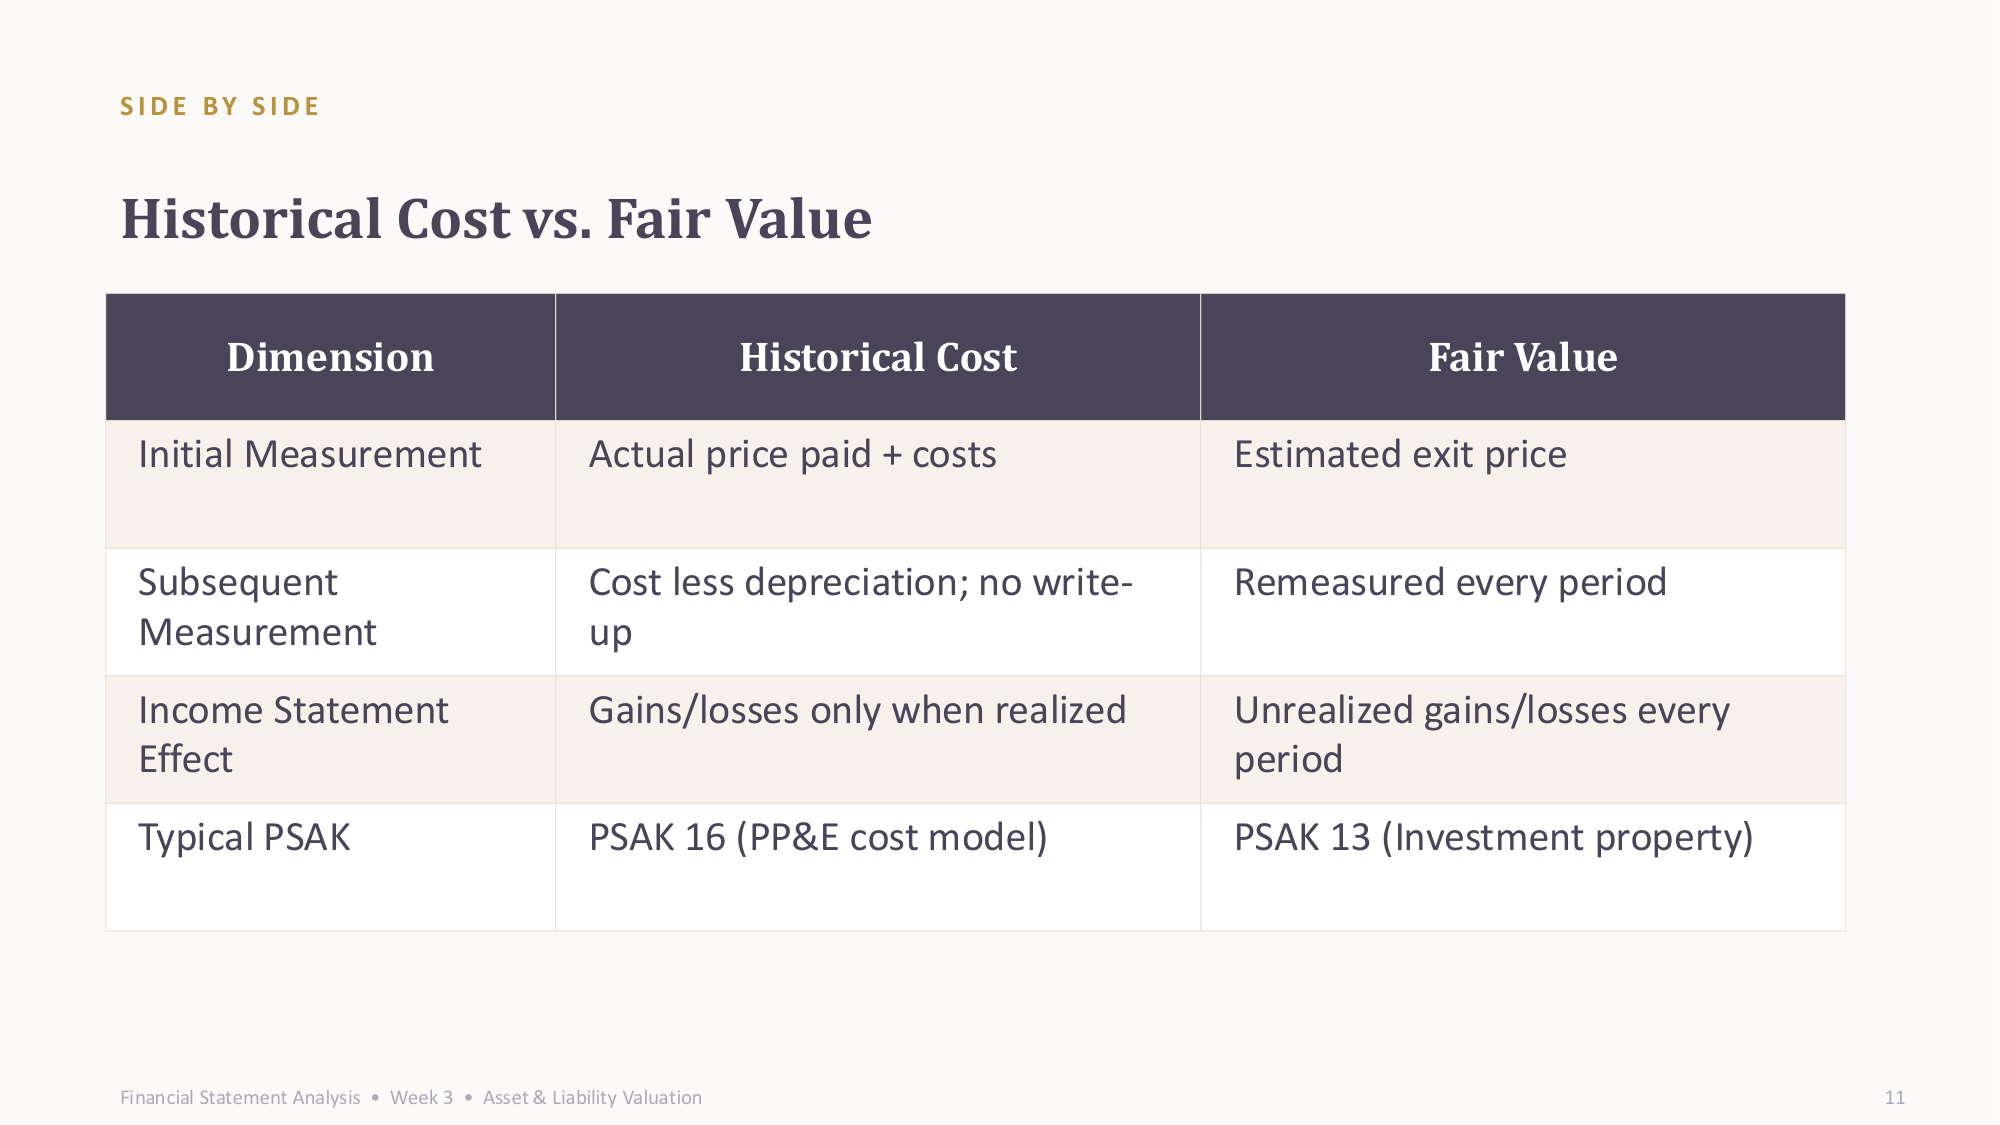 SIDE BY SIDE
Historical Cost vs. Fair Value
Dimension
Historical Cost
Fair Value
Initial Measurement
Actual price paid + costs
Estimated exit price
Subsequent
Measurement
Cost less depreciation; no write-
up
Remeasured every period
Income Statement
Effect
Gains/losses only when realized
Unrealized gains/losses every
period
Typical PSAK
PSAK 16 (PP&E cost model)
PSAK 13 (Investment property)
Financial Statement Analysis • Week 3 • Asset & Liability Valuation
11